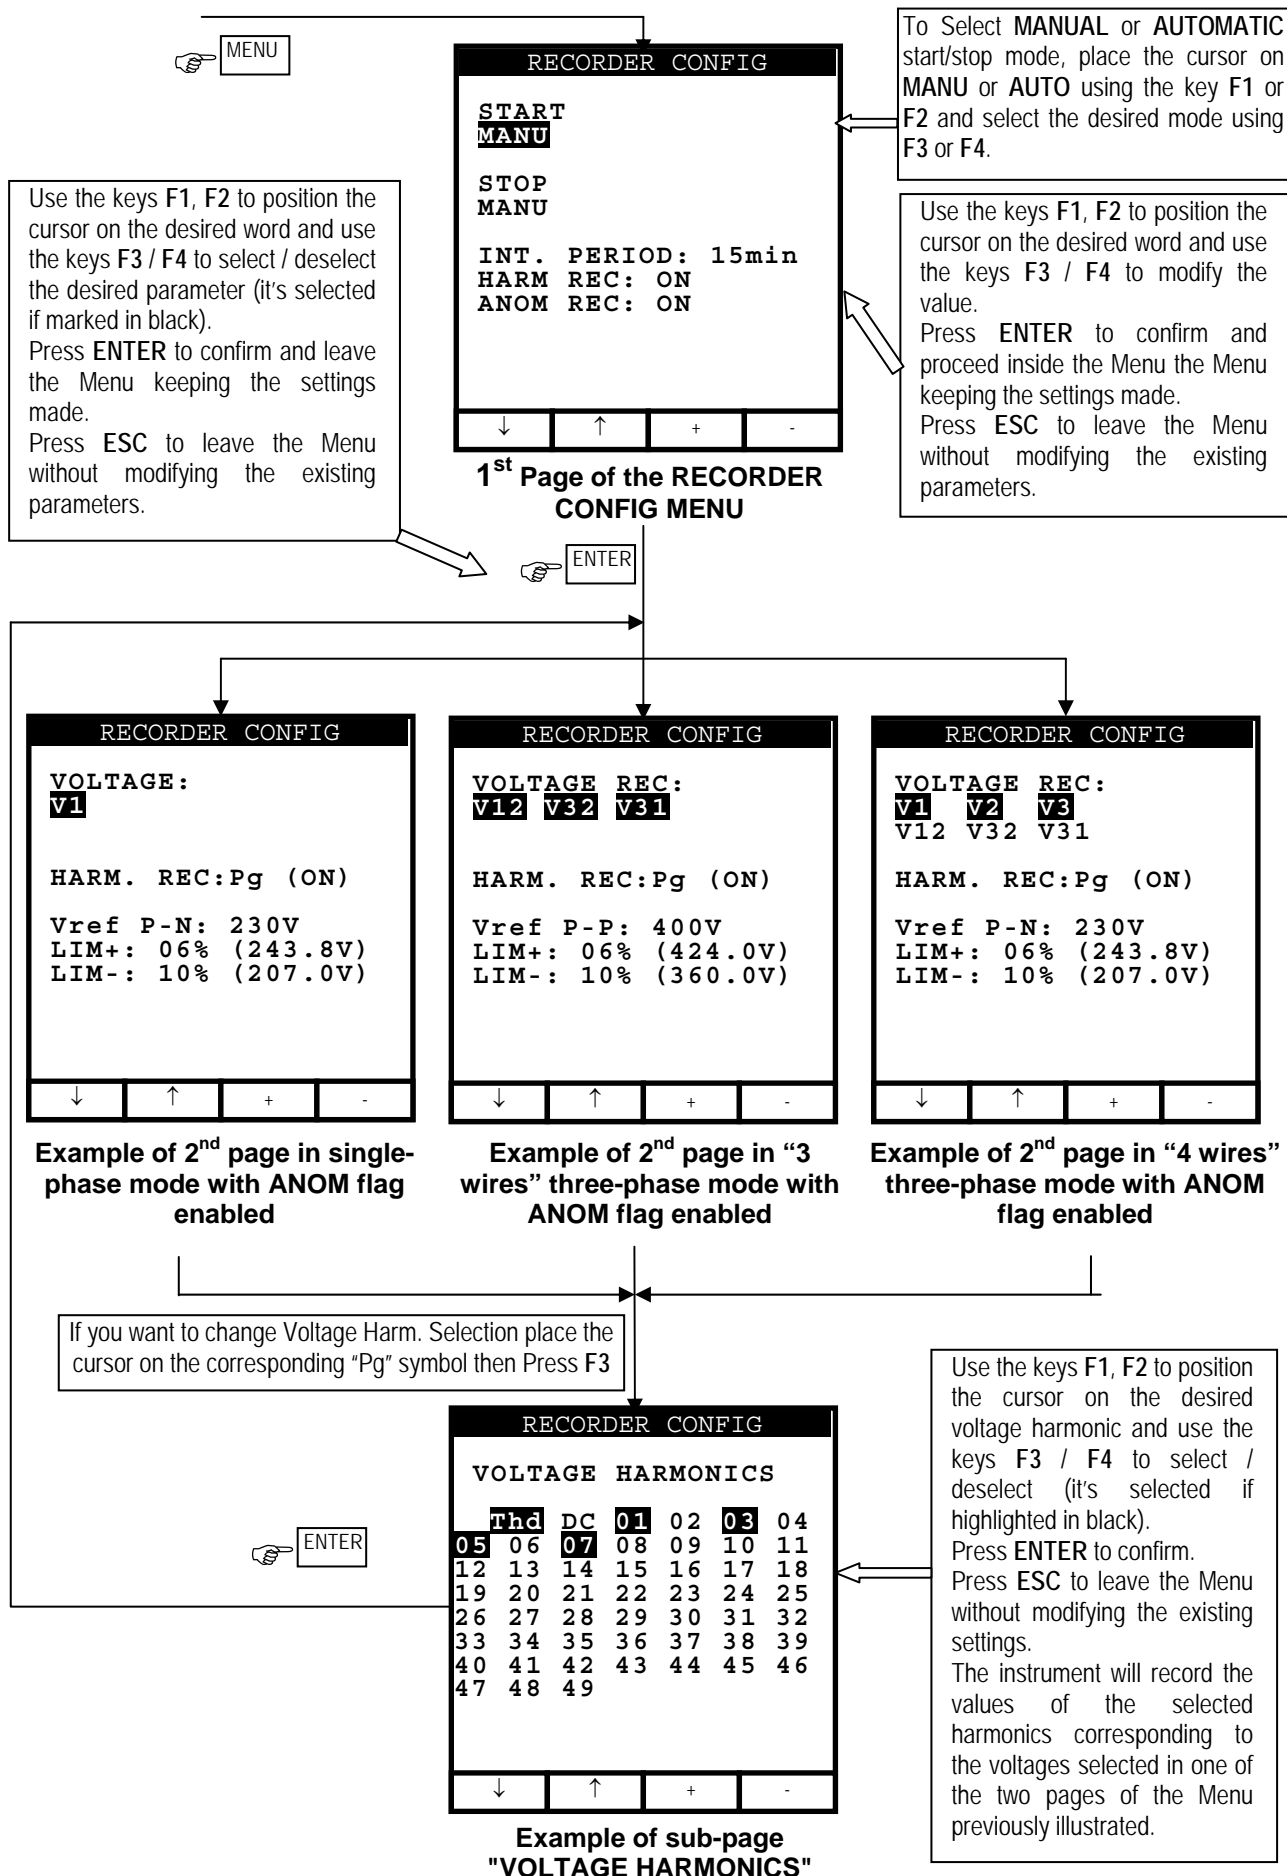 MENU
RECORDER CONFIG
START
MANU
STOP
MANU
INT. PERIOD: 15min
HARM REC: ON
ANOM REC: ON
↓ ↑ + -
1st Page of the RECORDER
CONFIG MENU
To Select MANUAL or AUTOMATIC
start/stop mode, place the cursor on
MANU or AUTO using the key F1 or
F2 and select the desired mode using
F3 or F4.
Use the keys F1, F2 to position the
cursor on the desired word and use
the keys F3 / F4 to select / deselect
the desired parameter (it's selected
if marked in black).
Press ENTER to confirm and leave
the Menu keeping the settings
made.
Press ESC to leave the Menu
without modifying the existing
parameters.
Use the keys F1, F2 to position the
cursor on the desired word and use
the keys F3 / F4 to modify the
value.
Press ENTER to confirm and
proceed inside the Menu the Menu
keeping the settings made.
Press ESC to leave the Menu
without modifying the existing
parameters.
ENTER
RECORDER CONFIG
VOLTAGE:
V1
HARM. REC:Pg (ON)
Vref P-N: 230V
LIM+: 06% (243.8V)
LIM-: 10% (207.0V)
↓ ↑ + -
Example of 2nd page in single-
phase mode with ANOM flag
enabled
RECORDER CONFIG
VOLTAGE REC:
V12 V32 V31
HARM. REC:Pg (ON)
Vref P-P: 400V
LIM+: 06% (424.0V)
LIM-: 10% (360.0V)
↓ ↑ + -
Example of 2nd page in “3
wires” three-phase mode with
ANOM flag enabled
RECORDER CONFIG
VOLTAGE REC:
V1 V2 V3
V12 V32 V31
HARM. REC:Pg (ON)
Vref P-N: 230V
LIM+: 06% (243.8V)
LIM-: 10% (207.0V)
↓ ↑ + -
Example of 2nd page in “4 wires”
three-phase mode with ANOM
flag enabled
If you want to change Voltage Harm. Selection place the
cursor on the corresponding “Pg” symbol then Press F3
ENTER
RECORDER CONFIG
VOLTAGE HARMONICS
Thd DC 01 02 03 04
05 06 07 08 09 10 11
12 13 14 15 16 17 18
19 20 21 22 23 24 25
26 27 28 29 30 31 32
33 34 35 36 37 38 39
40 41 42 43 44 45 46
47 48 49
↓ ↑ + -
Example of sub-page
"VOLTAGE HARMONICS"
Use the keys F1, F2 to position
the cursor on the desired
voltage harmonic and use the
keys F3 / F4 to select /
deselect (it's selected if
highlighted in black).
Press ENTER to confirm.
Press ESC to leave the Menu
without modifying the existing
settings.
The instrument will record the
values of the selected
harmonics corresponding to
the voltages selected in one of
the two pages of the Menu
previously illustrated.